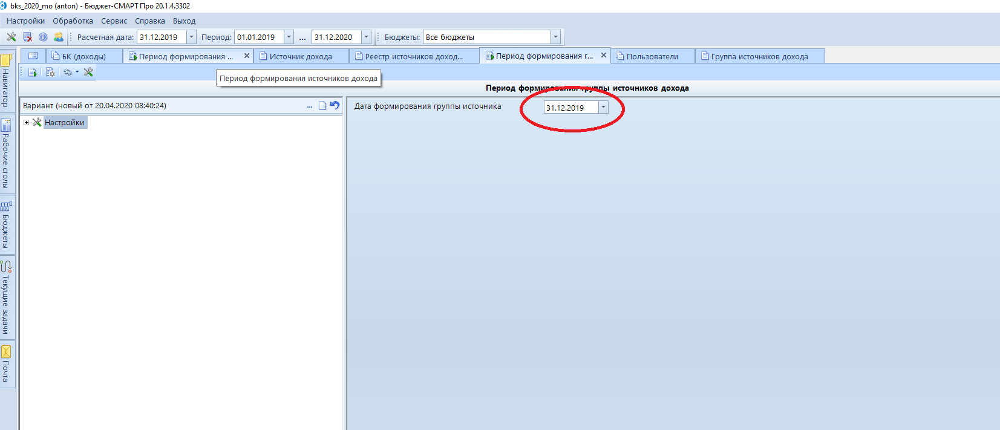 bks_2020_mo (anton) - Бюджет-СМАРТ Про 20.1.4.3302
Настройки Обработка Сервис Справка Выход
Расчетная дата: 31.12.2019 Период: 01.01.2019 ... 31.12.2020 Бюджеты: Все бюджеты
БК (доходы) Период формирования ... Источник дохода Реестр источников доход... Период формирования г... Пользователи Группа источников дохода
Период формирования источников дохода
Период формирования группы источников дохода
Вариант (новый от 20.04.2020 08:40:24) ...
Дата формирования группы источника 31.12.2019
Настройки
Навигатор
Рабочие столы
Бюджеты
Текущие задачи
Почта